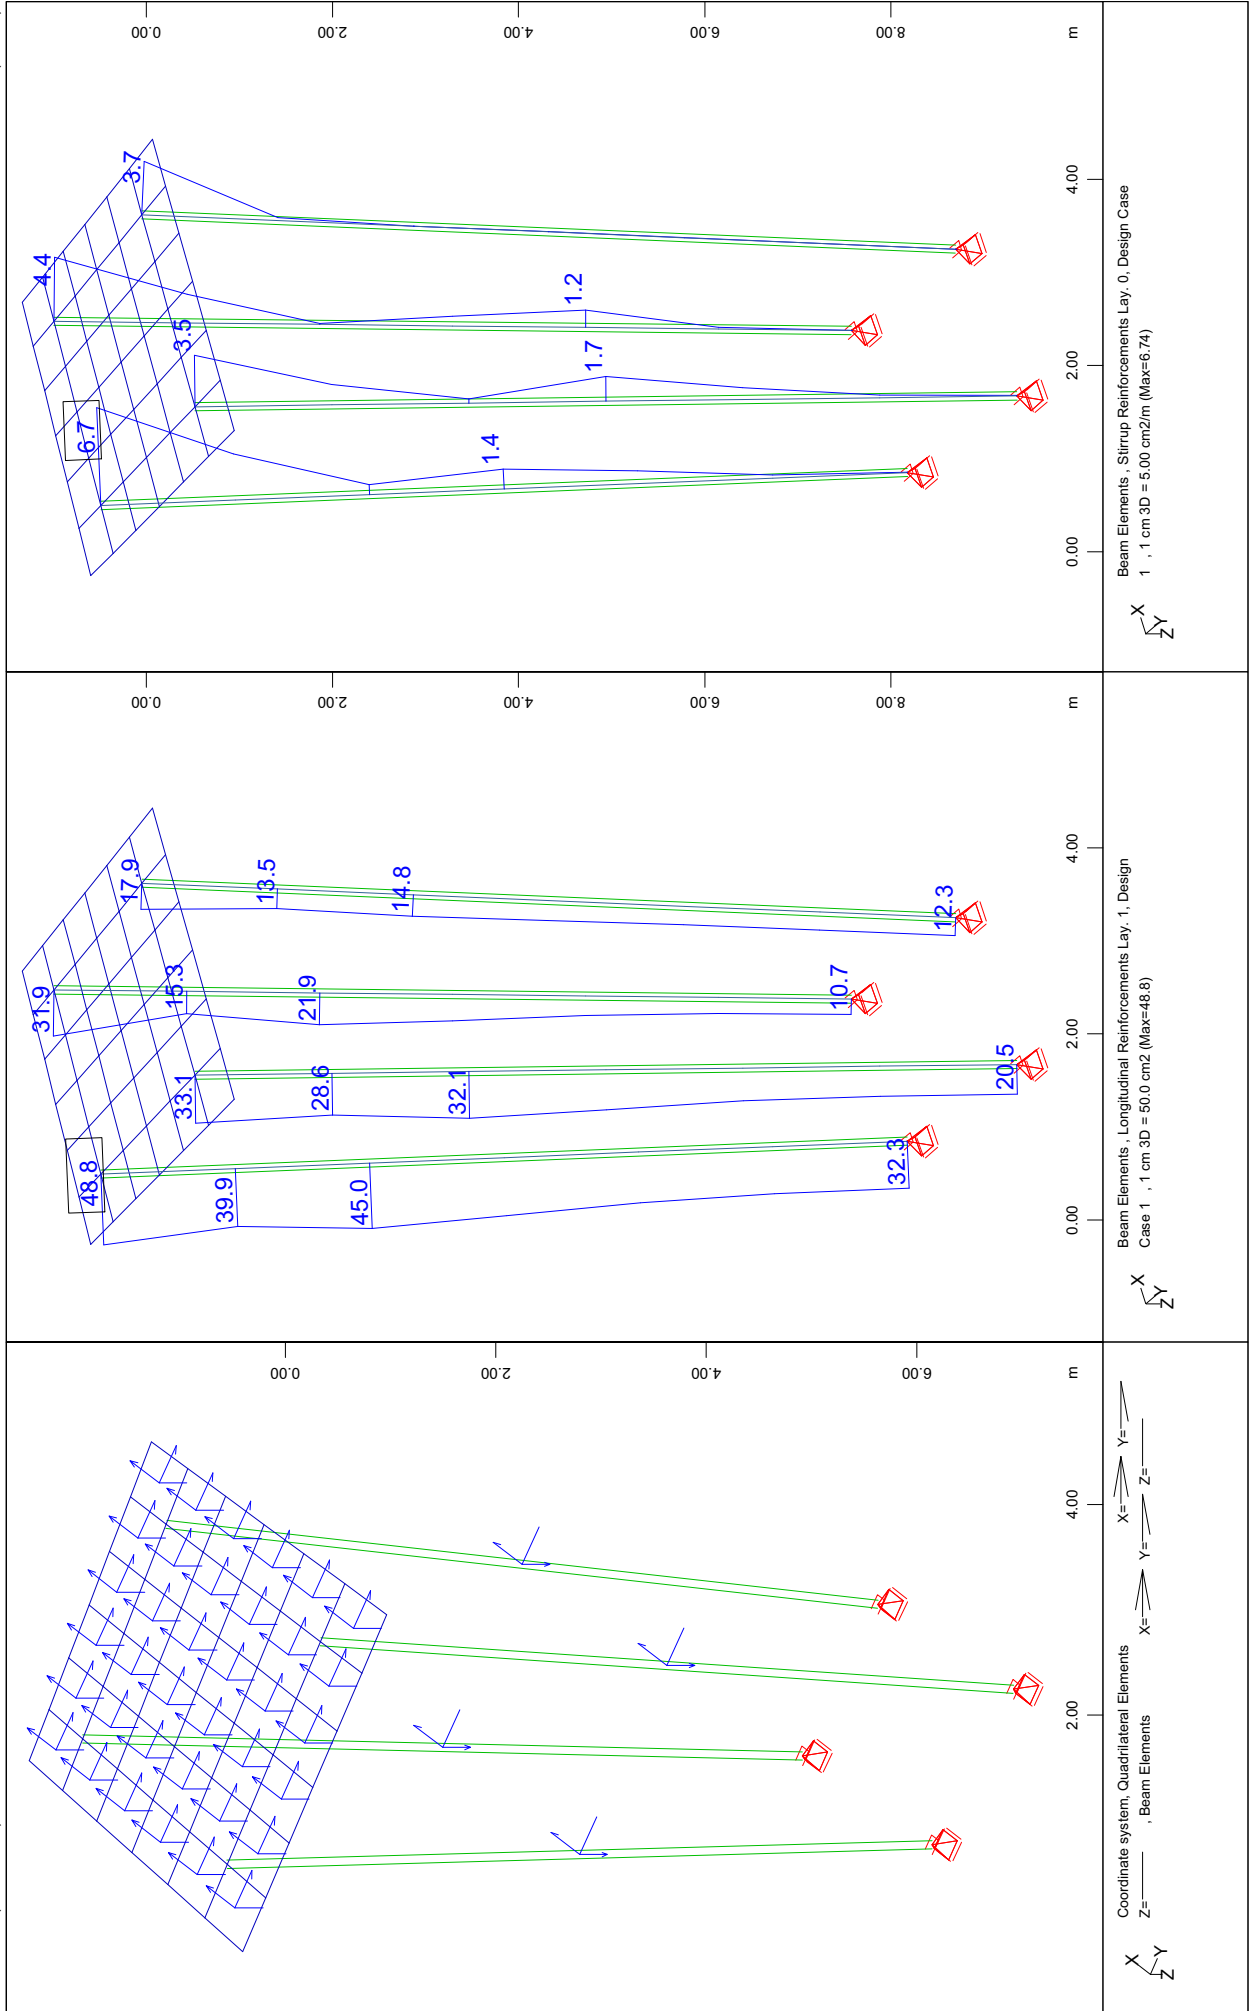 0.00
2.00
4.00
6.00
m
2.00
4.00
X
Y
Z
Coordinate system, Quadrilateral Elements X= Y=
Z= , Beam Elements X= Y= Z=
0.00
2.00
4.00
6.00
8.00
m
48.8
39.9
45.0
32.3
33.1
28.6
32.1
20.5
31.9
15.3
21.9
10.7
17.9
13.5
14.8
12.3
0.00
2.00
4.00
X
Y
Z
Beam Elements , Longitudinal Reinforcements Lay. 1, Design
Case 1 , 1 cm 3D = 50.0 cm2 (Max=48.8)
0.00
2.00
4.00
6.00
8.00
m
6.7
1.4
3.5
1.7
4.4
1.2
3.7
0.00
2.00
4.00
X
Y
Z
Beam Elements , Stirrup Reinforcements Lay. 0, Design Case
1 , 1 cm 3D = 5.00 cm2/m (Max=6.74)